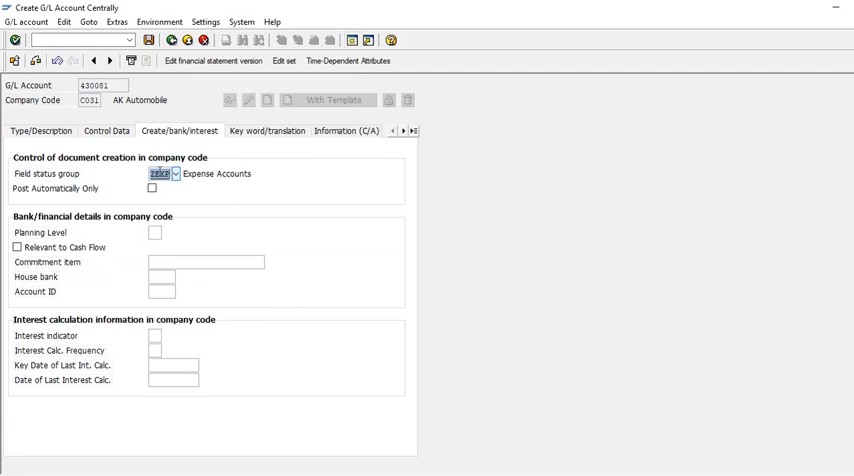 Create G/L Account Centrally
G/L account Edit Goto Extras Environment Settings System Help
Edit financial statement version Edit set Time-Dependent Attributes
G/L Account 430081
Company Code C031 AK Automobile With Template
Type/Description Control Data Create/bank/interest Key word/translation Information (C/A)
Control of document creation in company code
Field status group ZEXP Expense Accounts
Post Automatically Only
Bank/financial details in company code
Planning Level
Relevant to Cash Flow
Commitment item
House bank
Account ID
Interest calculation information in company code
Interest indicator
Interest Calc. Frequency
Key Date of Last Int. Calc.
Date of Last Interest Calc.